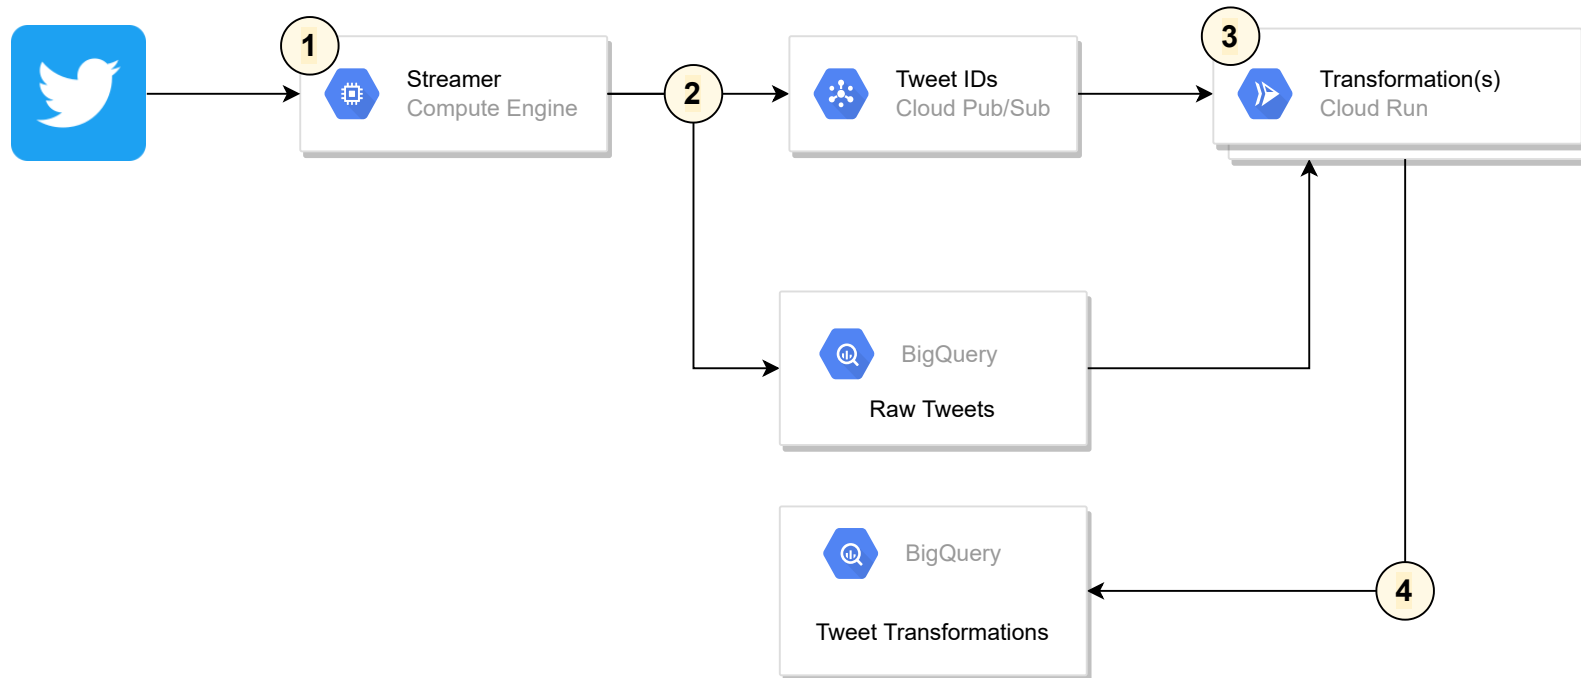 1
Streamer
Compute Engine
2
Tweet IDs
Cloud Pub/Sub
3
Transformation(s)
Cloud Run
BigQuery
Raw Tweets
BigQuery
Tweet Transformations
4